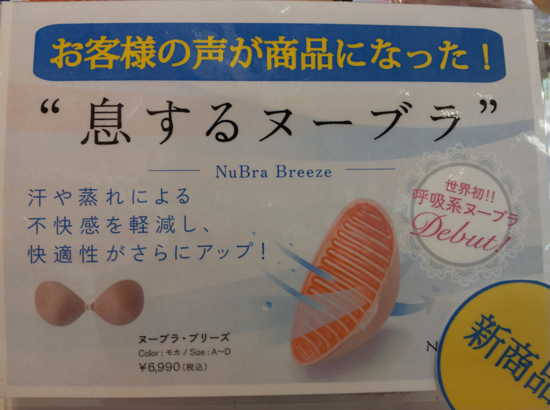 お客様の声が商品になった！
“息するヌーブラ”
NuBra Breeze
汗や蒸れによる
不快感を軽減し、
快適性がさらにアップ！
世界初!!
呼吸系ヌーブラ
Debut!
ヌーブラ・ブリーズ
Color : モカ / Size : A〜D
¥6,990(税込)
N
新商品